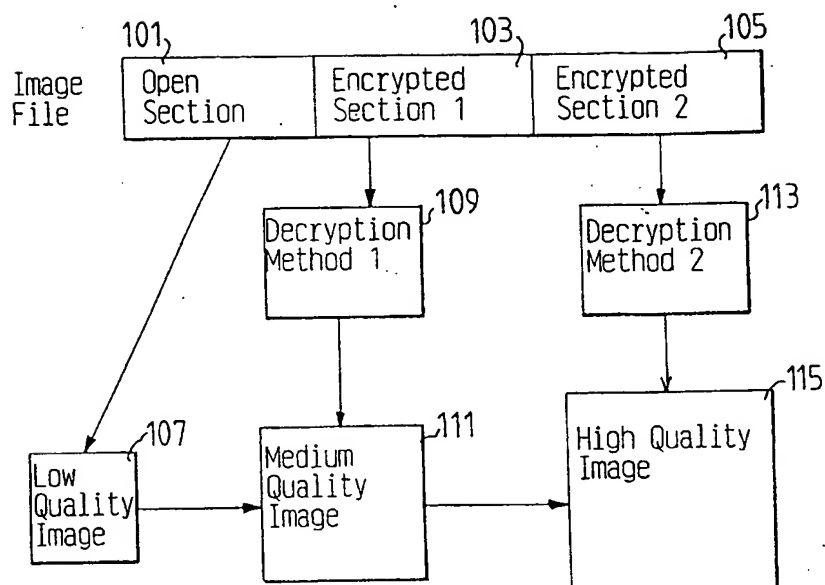 101
103
105
Image
File
Open
Section
Encrypted
Section 1
Encrypted
Section 2
109
Decryption
Method 1
113
Decryption
Method 2
107
Low
Quality
Image
111
Medium
Quality
Image
115
High Quality
Image